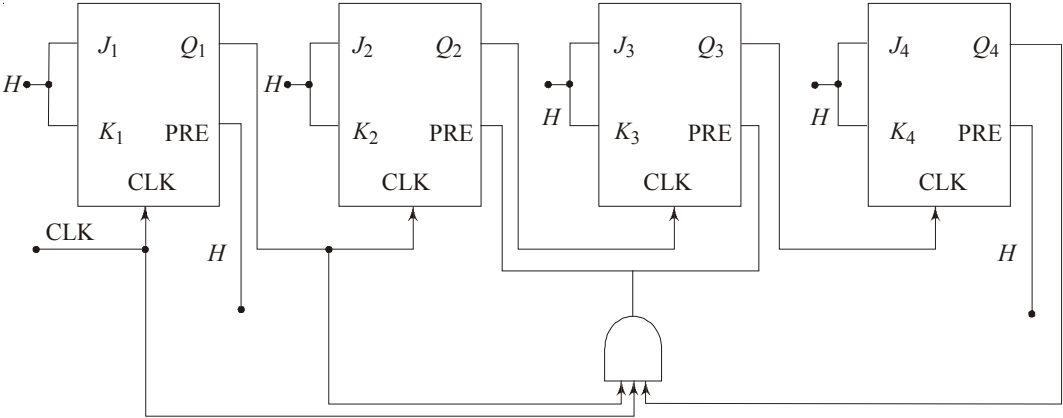 J1 Q1 J2 Q2 J3 Q3 J4 Q4
H H H H
K1 PRE K2 PRE K3 PRE K4 PRE
CLK CLK CLK CLK
CLK
H H